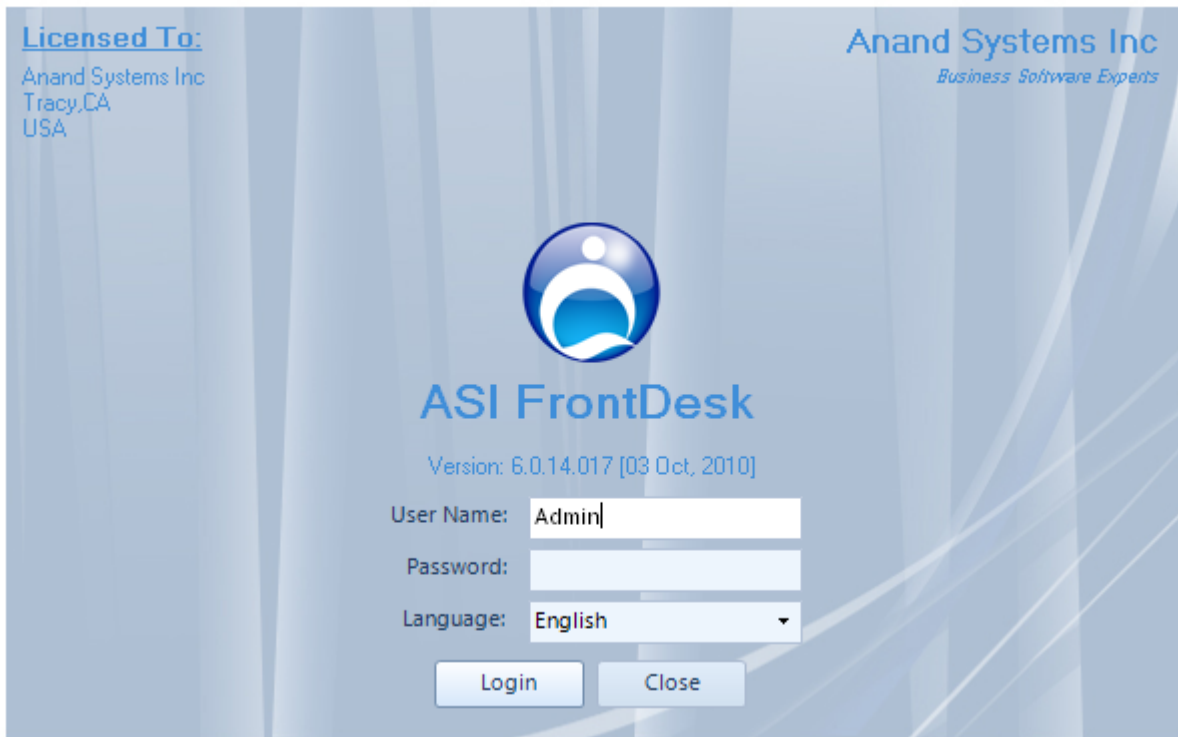 Licensed To:
Anand Systems Inc
Tracy,CA
USA
Anand Systems Inc
Business Software Experts
ASI FrontDesk
Version: 6.0.14.017 [03 Oct, 2010]
User Name: Admin
Password:
Language: English
Login Close